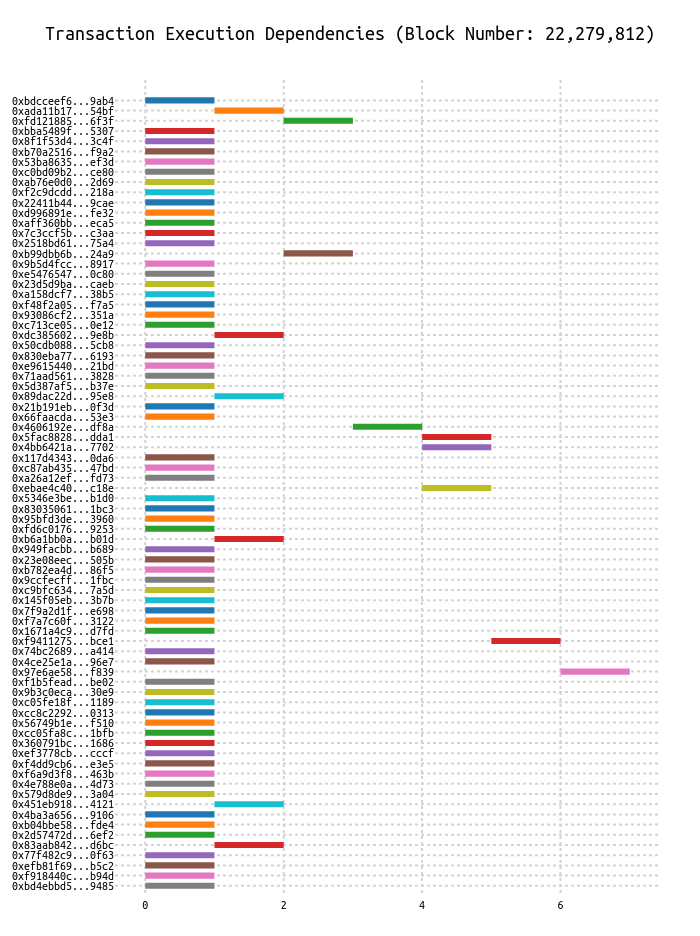 Transaction Execution Dependencies (Block Number: 22,279,812)
0xbdcceef6...9ab4
0xada11b17...54bf
0xfd121885...6f3f
0xbba5489f...5307
0x8f1f53d4...3c4f
0xb70a2516...f9a2
0x53ba8635...ef3d
0xc0bd09b2...ce80
0xab76e0d0...2d69
0xf2c9dcdd...218a
0x22411b44...9cae
0xd996891e...fe32
0xaff360bb...eca5
0x7c3ccf5b...c3aa
0x2518bd61...75a4
0xb99dbb6b...24a9
0x9b5d4fcc...8917
0xe5476547...0c80
0x23d5d9ba...caeb
0xa158dcf7...38b5
0xf48f2a05...f7a5
0x93086cf2...351a
0xc713ce05...0e12
0xdc385602...9e8b
0x50cdb088...5cb8
0x830eba77...6193
0xe9615440...21bd
0x71aad561...3828
0x5d387af5...b37e
0x89dac22d...95e8
0x21b191eb...0f3d
0x66faacda...53e3
0x4606192e...df8a
0x5fac8828...dda1
0x4bb6421a...7702
0x117d4343...0da6
0xc87ab435...47bd
0xa26a12ef...fd73
0xebae4c40...c18e
0x5346e3be...b1d0
0x83035061...1bc3
0x95bfd3de...3960
0xfd6c0176...9253
0xb6a1bb0a...b01d
0x949facbb...b689
0x23e08eec...505b
0xb782ea4d...86f5
0x9ccfecff...1fbc
0xc9bfc634...7a5d
0x145f05eb...3b7b
0x7f9a2d1f...e698
0xf7a7c60f...3122
0x1671a4c9...d7fd
0xf9411275...bce1
0x74bc2689...a414
0x4ce25e1a...96e7
0x97e6ae58...f839
0xf1b5fead...be02
0x9b3c0eca...30e9
0xc05fe18f...1189
0xcc8c2292...0313
0x56749b1e...f510
0xcc05fa8c...1bfb
0x360791bc...1686
0xef3778cb...cccf
0xf4dd9cb6...e3e5
0xf6a9d3f8...463b
0x4e788e0a...4d73
0x579d8de9...3a04
0x451eb918...4121
0x4ba3a656...9106
0xb04bbe58...fde4
0x2d57472d...6ef2
0x83aab842...d6bc
0x77f482c9...0f63
0xefb81f69...b5c2
0xf918440c...b94d
0xbd4ebbd5...9485
0 2 4 6